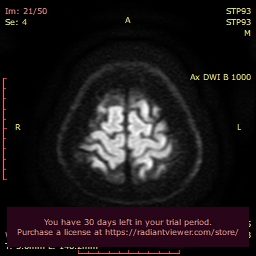 Im: 21/50
STP93
Se: 4
STP93
M
A
Ax DWI B 1000
R
L
You have 30 days left in your trial period.
Purchase a license at https://radiantviewer.com/store/